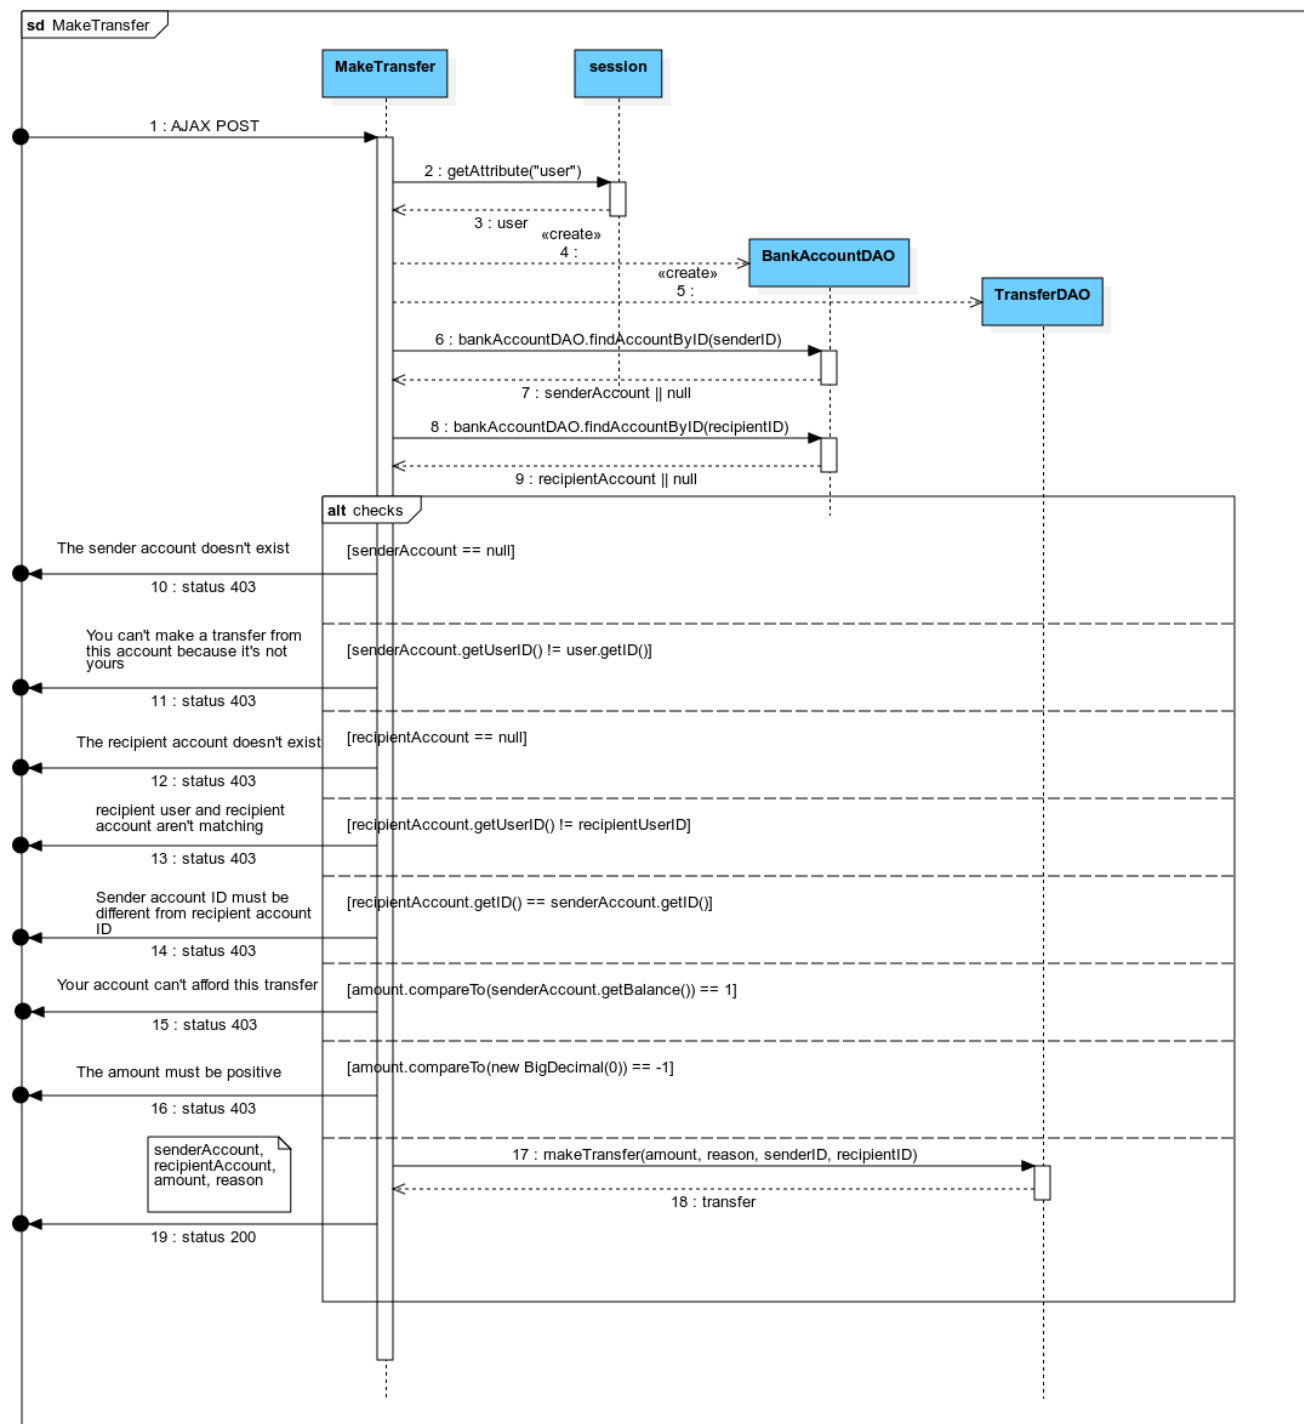 sd MakeTransfer
MakeTransfer
session
1 : AJAX POST
2 : getAttribute("user")
3 : user
«create»
4 :
BankAccountDAO
«create»
5 :
TransferDAO
6 : bankAccountDAO.findAccountByID(senderID)
7 : senderAccount || null
8 : bankAccountDAO.findAccountByID(recipientID)
9 : recipientAccount || null
alt checks
The sender account doesn't exist
[senderAccount == null]
10 : status 403
You can't make a transfer from
this account because it's not
yours
[senderAccount.getUserID() != user.getID()]
11 : status 403
The recipient account doesn't exist
[recipientAccount == null]
12 : status 403
recipient user and recipient
account aren't matching
[recipientAccount.getUserID() != recipientUserID]
13 : status 403
Sender account ID must be
different from recipient account
ID
[recipientAccount.getID() == senderAccount.getID()]
14 : status 403
Your account can't afford this transfer
[amount.compareTo(senderAccount.getBalance()) == 1]
15 : status 403
The amount must be positive
[amount.compareTo(new BigDecimal(0)) == -1]
16 : status 403
senderAccount,
recipientAccount,
amount, reason
17 : makeTransfer(amount, reason, senderID, recipientID)
18 : transfer
19 : status 200